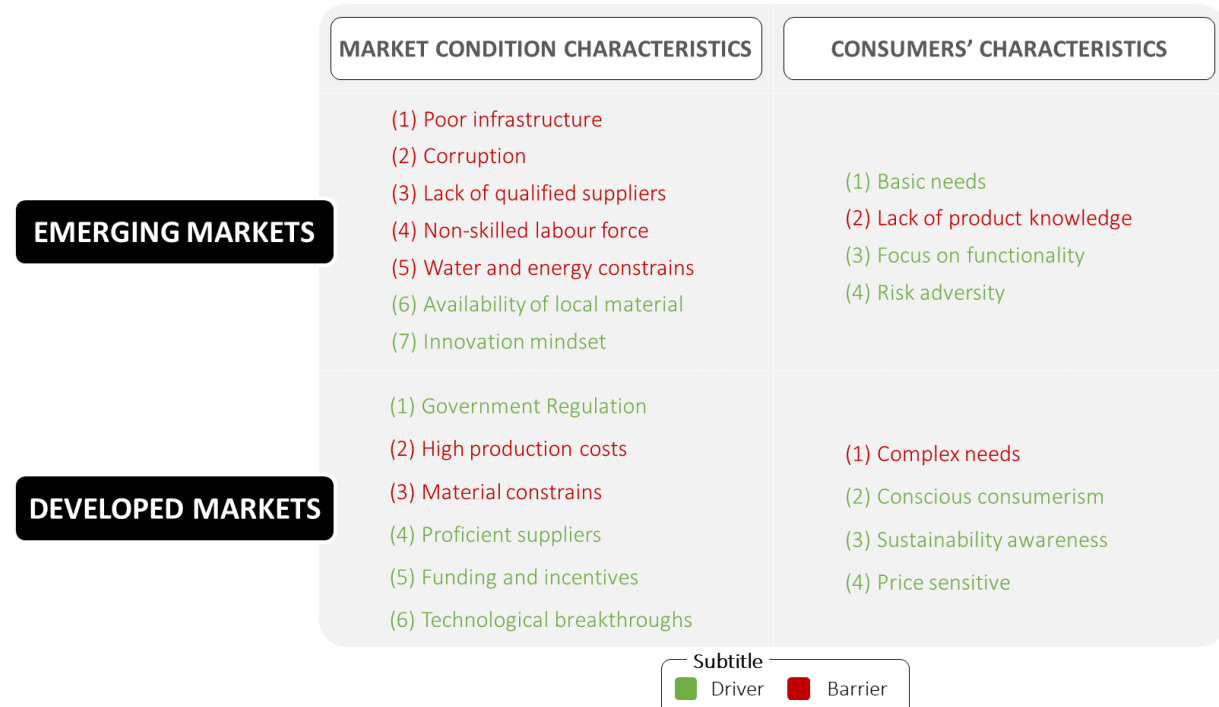 MARKET CONDITION CHARACTERISTICS
CONSUMERS' CHARACTERISTICS
EMERGING MARKETS
(1) Poor infrastructure
(2) Corruption
(3) Lack of qualified suppliers
(4) Non-skilled labour force
(5) Water and energy constrains
(6) Availability of local material
(7) Innovation mindset
(1) Basic needs
(2) Lack of product knowledge
(3) Focus on functionality
(4) Risk adversity
DEVELOPED MARKETS
(1) Government Regulation
(2) High production costs
(3) Material constrains
(4) Proficient suppliers
(5) Funding and incentives
(6) Technological breakthroughs
(1) Complex needs
(2) Conscious consumerism
(3) Sustainability awareness
(4) Price sensitive
Subtitle
Driver
Barrier